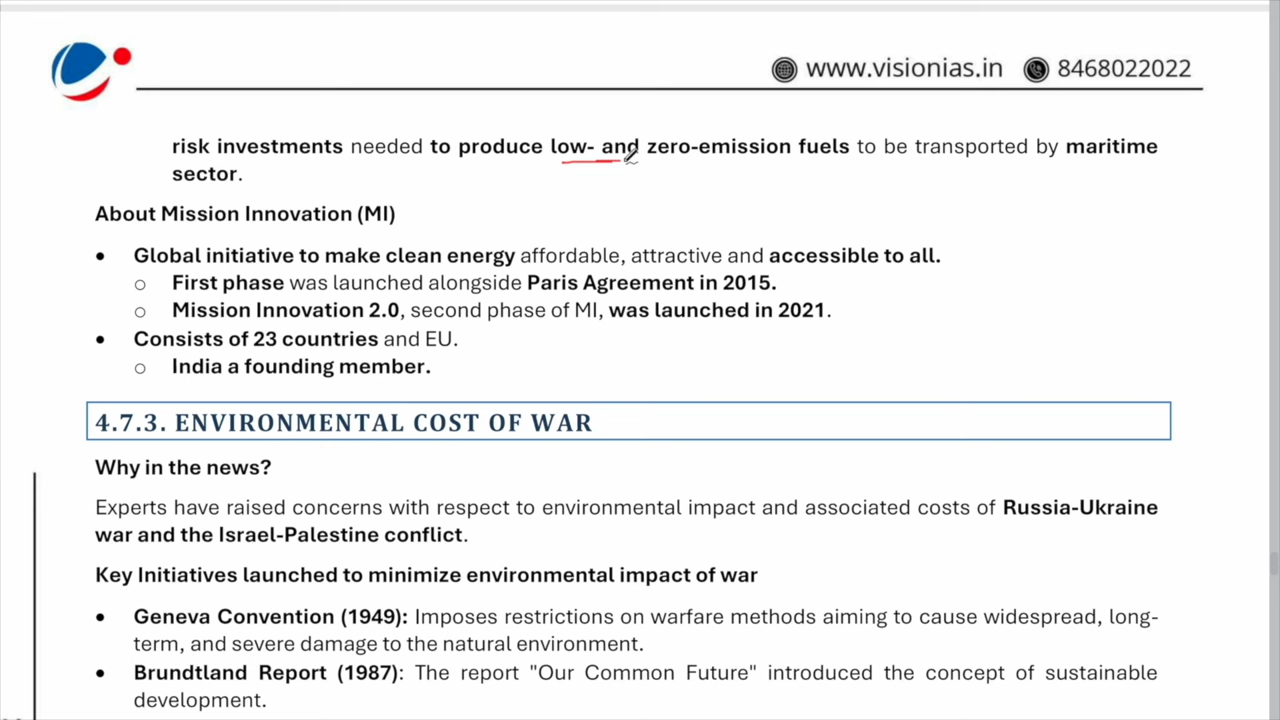 www.visionias.in 8468022022
risk investments needed to produce low- and zero-emission fuels to be transported by maritime
sector.
About Mission Innovation (MI)
• Global initiative to make clean energy affordable, attractive and accessible to all.
o First phase was launched alongside Paris Agreement in 2015.
o Mission Innovation 2.0, second phase of MI, was launched in 2021.
• Consists of 23 countries and EU.
o India a founding member.
4.7.3. ENVIRONMENTAL COST OF WAR
Why in the news?
Experts have raised concerns with respect to environmental impact and associated costs of Russia-Ukraine
war and the Israel-Palestine conflict.
Key Initiatives launched to minimize environmental impact of war
• Geneva Convention (1949): Imposes restrictions on warfare methods aiming to cause widespread, long-
term, and severe damage to the natural environment.
• Brundtland Report (1987): The report "Our Common Future" introduced the concept of sustainable
development.